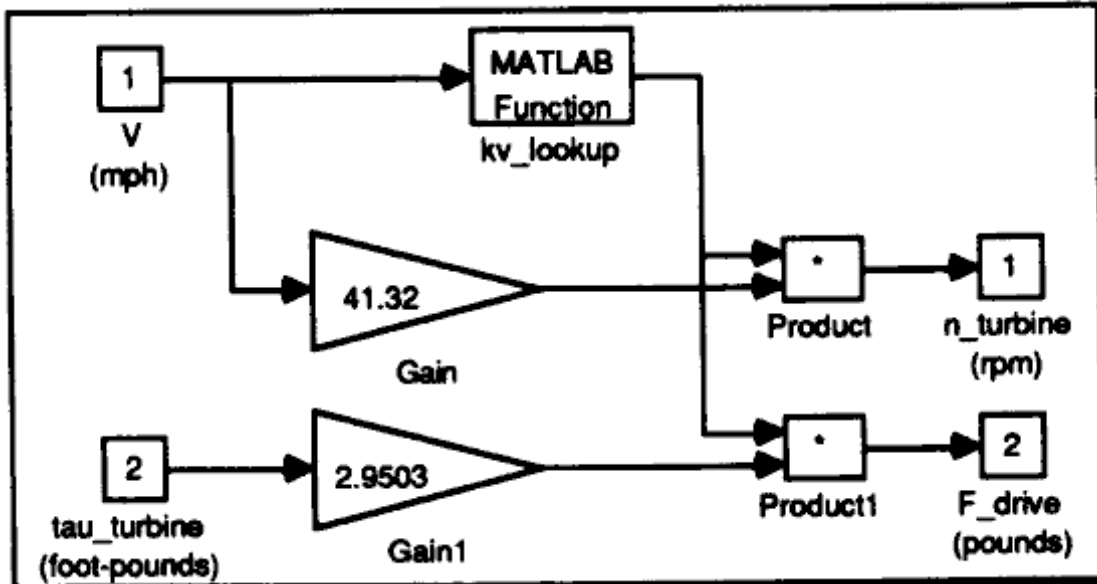 1
V
(mph)
MATLAB
Function
kv_lookup
41.32
Gain
*
Product
1
n_turbine
(rpm)
2
tau_turbine
(foot-pounds)
2.9503
Gain1
*
Product1
2
F_drive
(pounds)